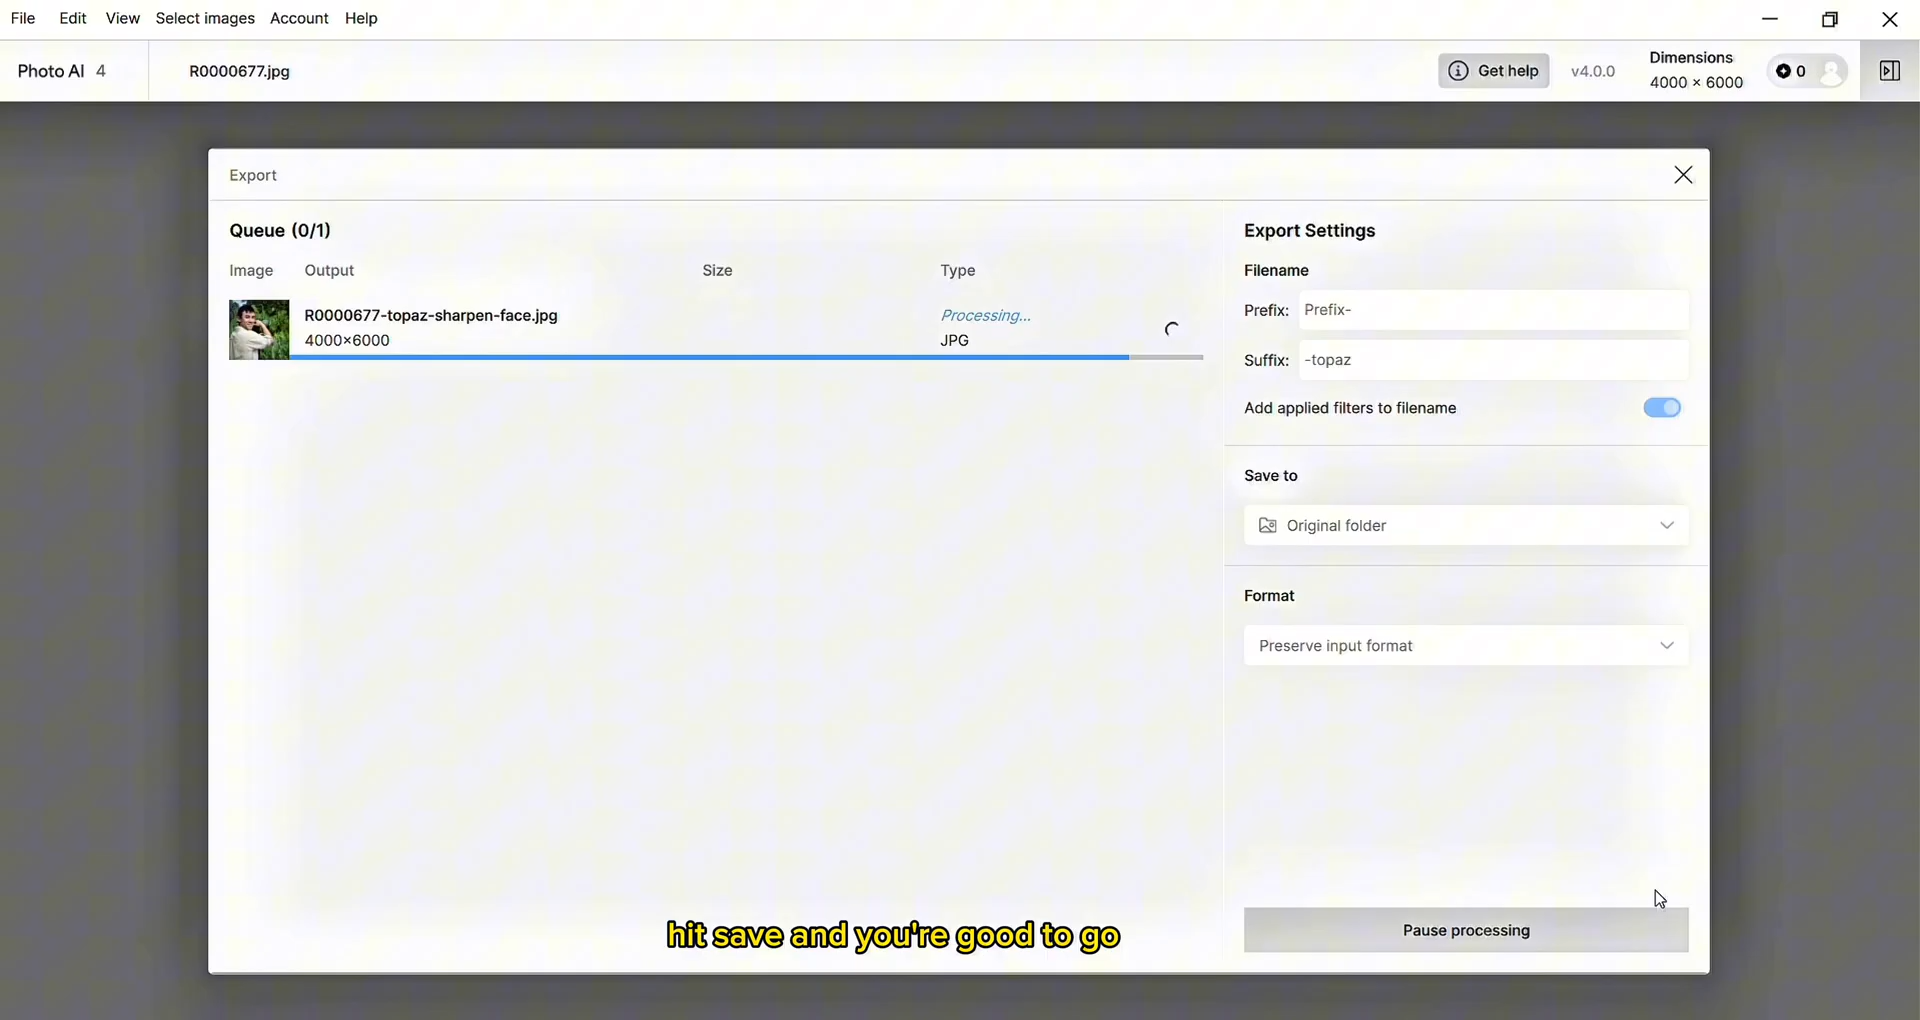 File Edit View Select images Account Help
Photo AI 4 R0000677.jpg Get help v4.0.0 Dimensions 0
4000 × 6000
Export
Queue (0/1)
Image Output Size Type
R0000677-topaz-sharpen-face.jpg Processing...
4000×6000 JPG
Export Settings
Filename
Prefix: Prefix-
Suffix: -topaz
Add applied filters to filename
Save to
Original folder
Format
Preserve input format
Pause processing
hit save and you're good to go